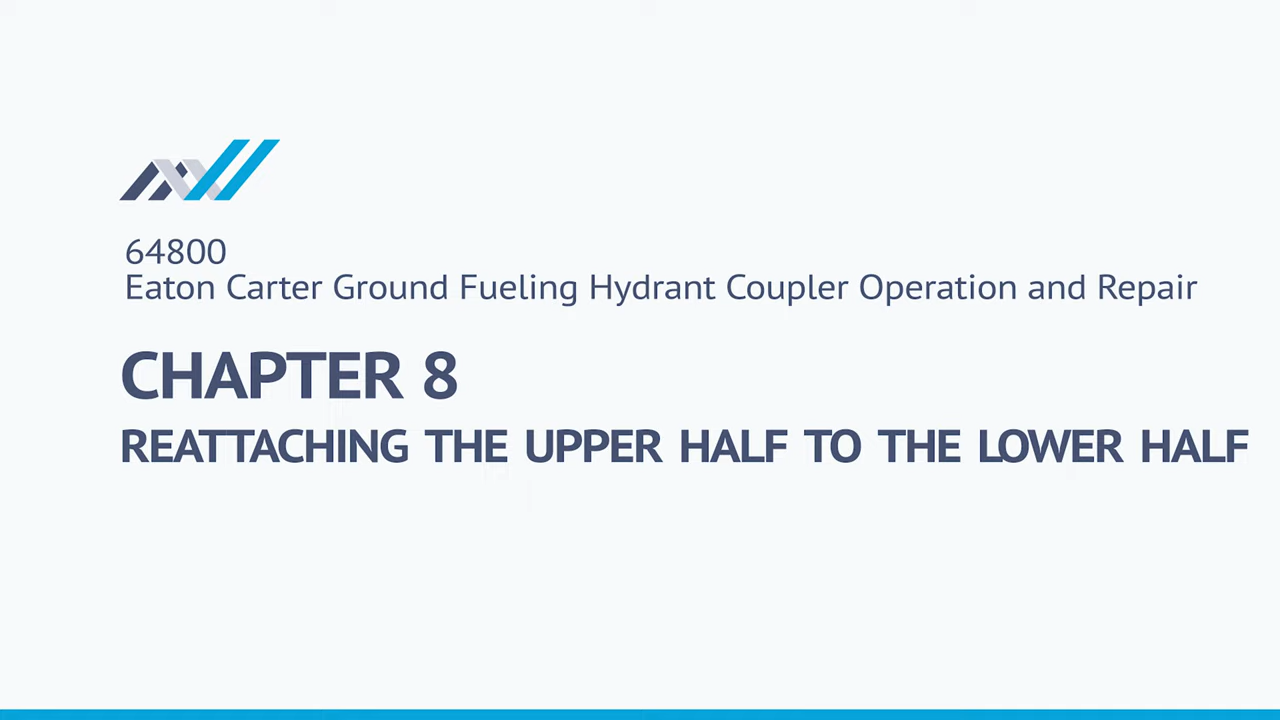 64800
Eaton Carter Ground Fueling Hydrant Coupler Operation and Repair
CHAPTER 8
REATTACHING THE UPPER HALF TO THE LOWER HALF